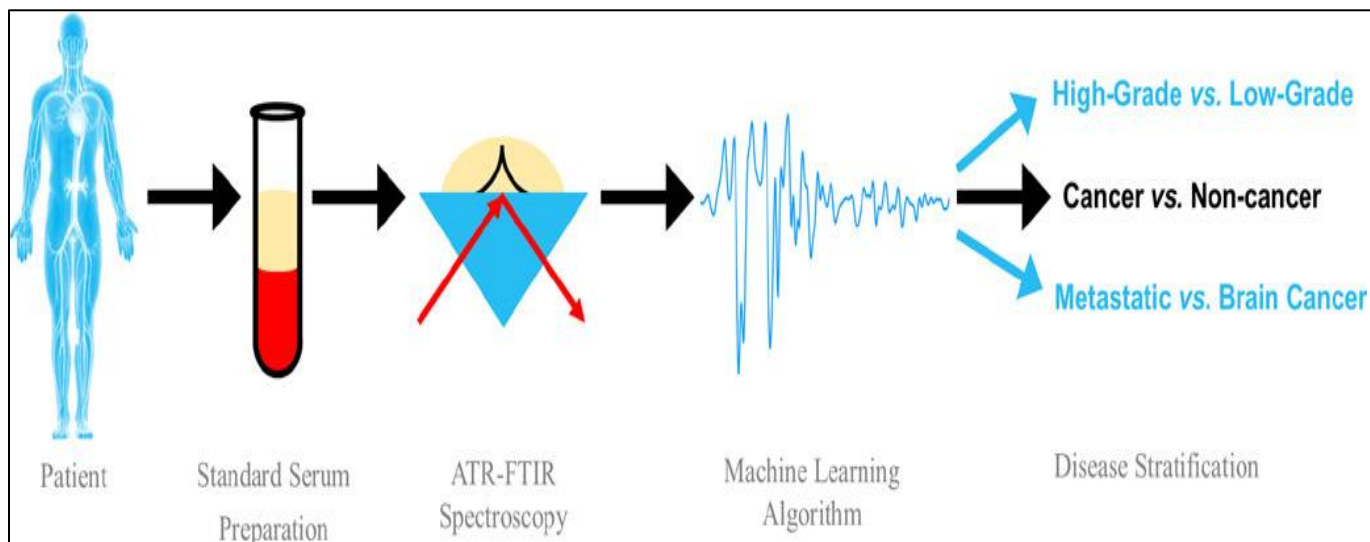 High-Grade vs. Low-Grade
Cancer vs. Non-cancer
Metastatic vs. Brain Cancer
Patient
Standard Serum
Preparation
ATR-FTIR
Spectroscopy
Machine Learning
Algorithm
Disease Stratification